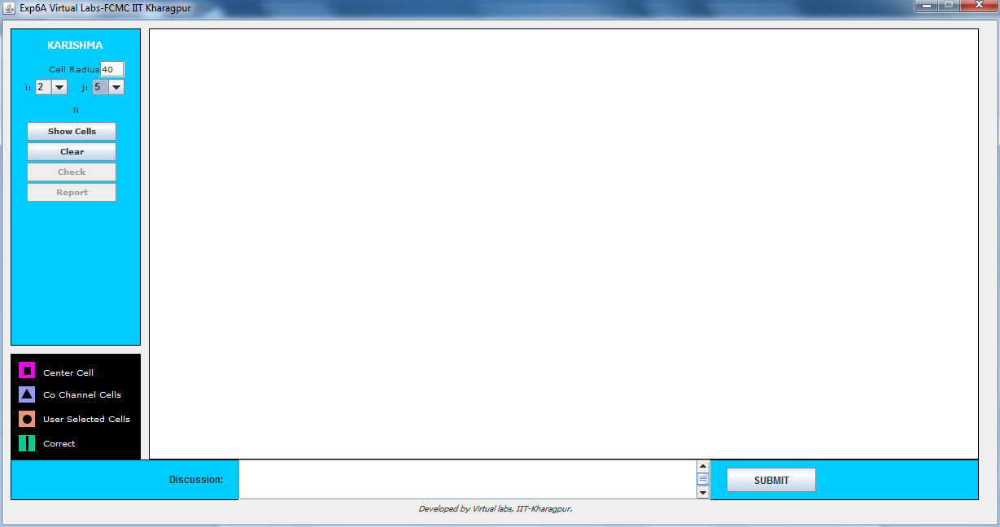 Exp6A Virtual Labs-FCMC IIT Kharagpur
KARISHMA
Cell Radius 40
i: 2 j: 5
N
Show Cells
Clear
Check
Report
Center Cell
Co Channel Cells
User Selected Cells
Correct
Discussion:
SUBMIT
Developed by Virtual labs, IIT-Kharagpur.